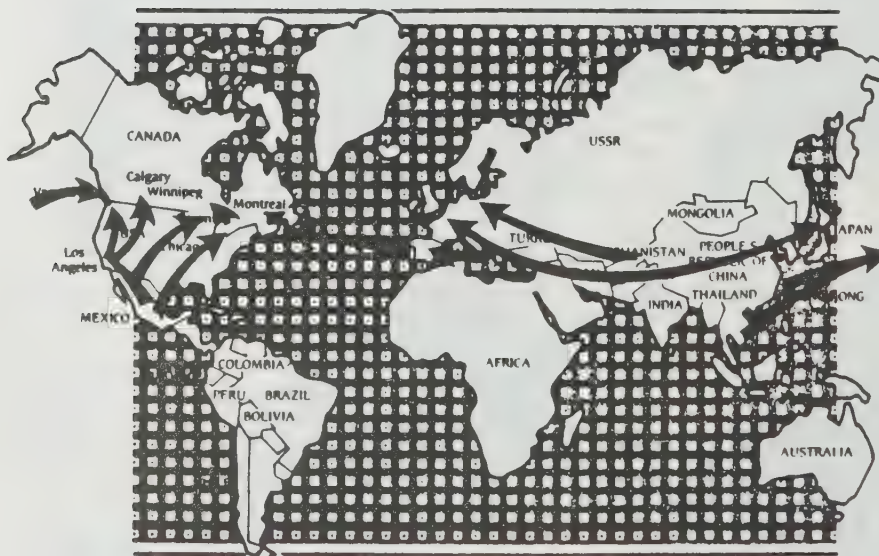 CANADA
USSR
Calgary
Winnipeg
Montreal
MONGOLIA
Los
Angeles
PEOPLE'S
REPUBLIC OF
CHINA
INDIA
THAILAND
MEXICO
COLOMBIA
PERU
BRAZIL
BOLIVIA
AFRICA
AUSTRALIA